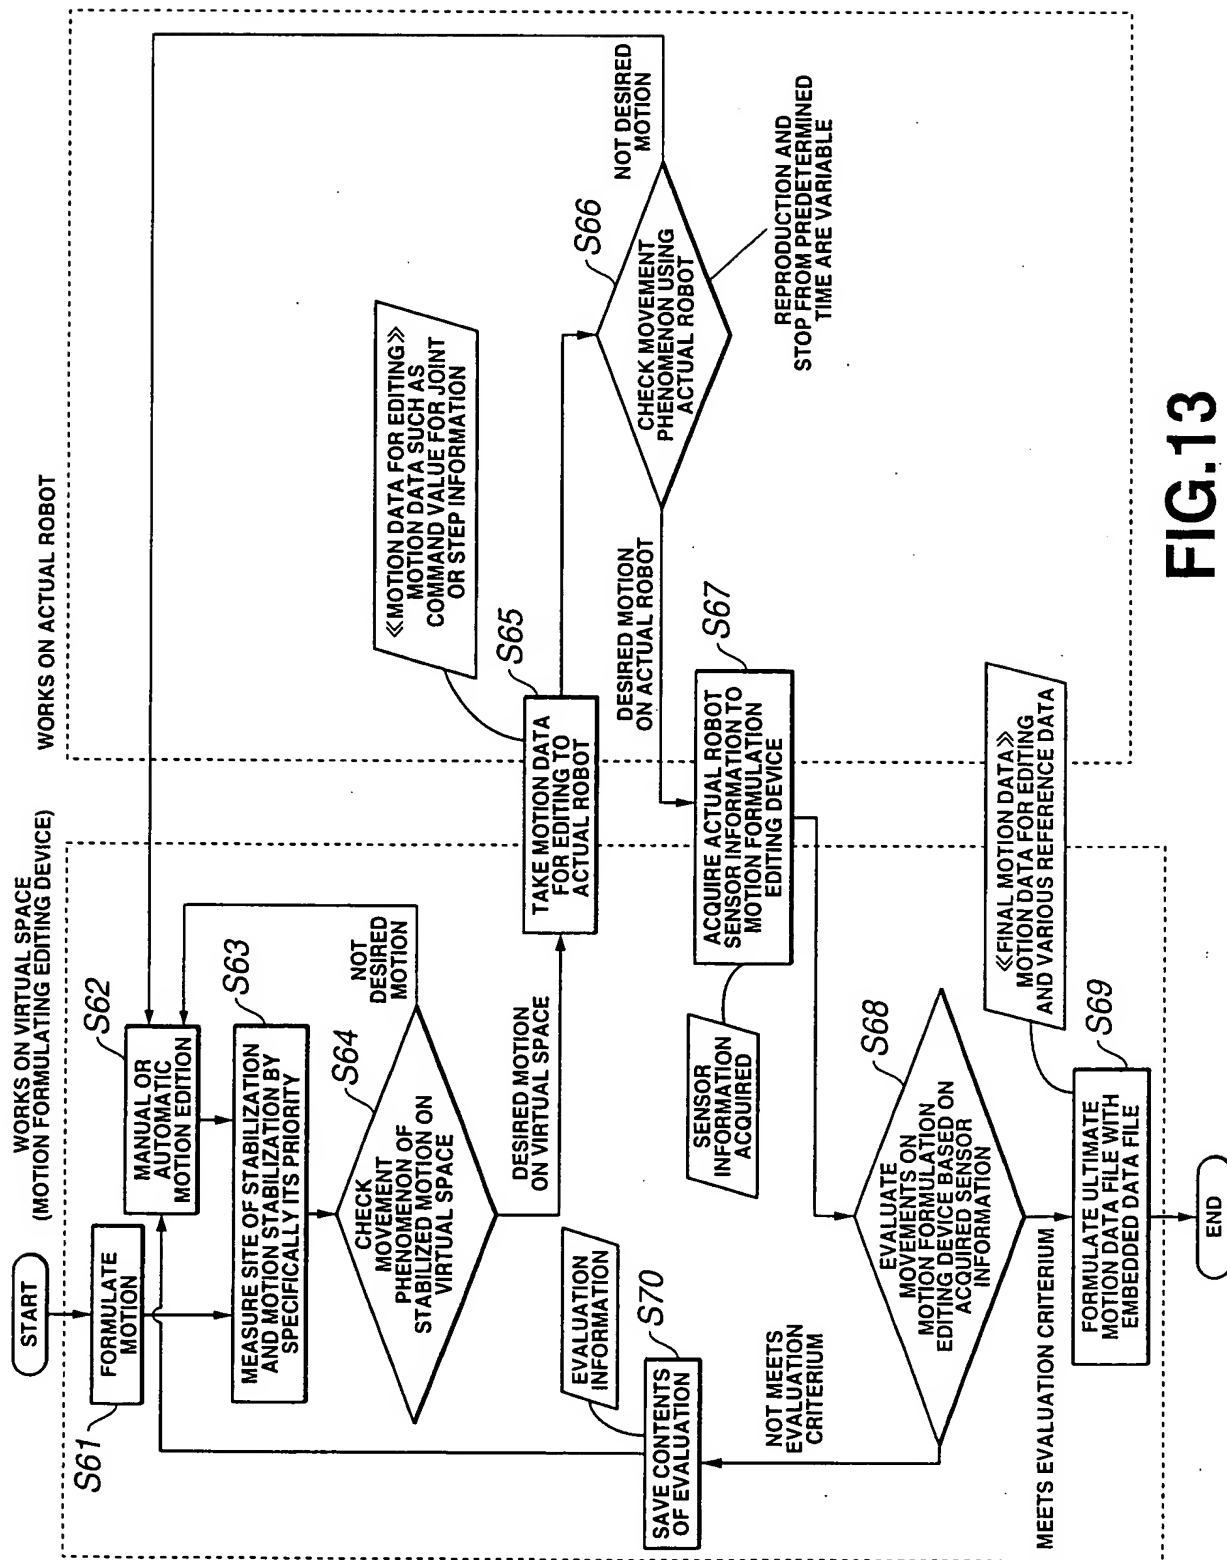 WORKS ON VIRTUAL SPACE
(MOTION FORMULATING EDITING DEVICE)
WORKS ON ACTUAL ROBOT
START
FORMULATE
MOTION
S61
MANUAL OR
AUTOMATIC
MOTION EDITION
S62
MEASURE SITE OF STABILIZATION
AND MOTION STABILIZATION BY
SPECIFICALLY ITS PRIORITY
S63
CHECK
MOVEMENT
PHENOMENON OF
STABILIZED MOTION ON
VIRTUAL SPACE
S64
NOT
DESIRED
MOTION
DESIRED MOTION
ON VIRTUAL SPACE
TAKE MOTION DATA
FOR EDITING TO
ACTUAL ROBOT
S65
≪MOTION DATA FOR EDITING≫
MOTION DATA SUCH AS
COMMAND VALUE FOR JOINT
OR STEP INFORMATION
CHECK MOVEMENT
PHENOMENON USING
ACTUAL ROBOT
S66
NOT DESIRED
MOTION
REPRODUCTION AND
STOP FROM PREDETERMINED
TIME ARE VARIABLE
DESIRED MOTION
ON ACTUAL ROBOT
ACQUIRE ACTUAL ROBOT
SENSOR INFORMATION TO
MOTION FORMULATION
EDITING DEVICE
S67
SENSOR
INFORMATION
ACQUIRED
EVALUATE
MOVEMENTS ON
MOTION FORMULATION
EDITING DEVICE BASED ON
ACQUIRED SENSOR
INFORMATION
S68
NOT MEETS
EVALUATION
CRITERIUM
EVALUATION
INFORMATION
SAVE CONTENTS
OF EVALUATION
S70
MEETS EVALUATION CRITERIUM
FORMULATE ULTIMATE
MOTION DATA FILE WITH
EMBEDDED DATA FILE
S69
≪FINAL MOTION DATA≫
MOTION DATA FOR EDITING
AND VARIOUS REFERENCE DATA
END
FIG.13